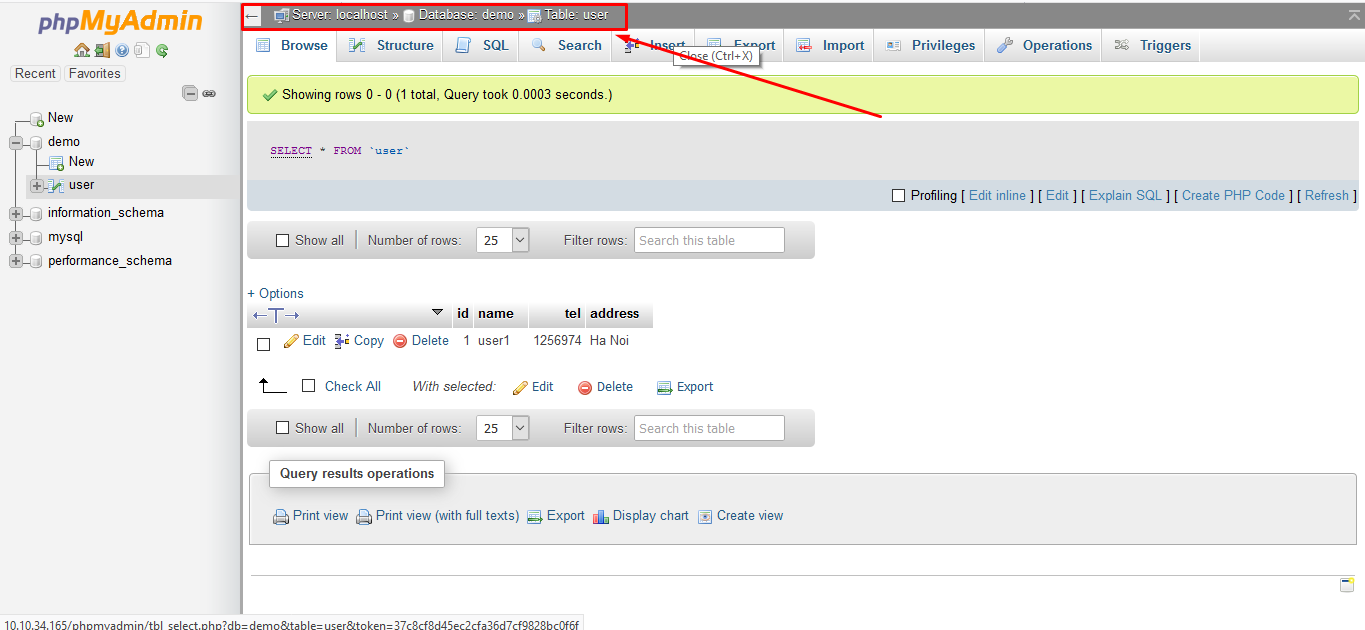 phpMyAdmin
Recent Favorites
New
demo
New
user
information_schema
mysql
performance_schema
Server: localhost » Database: demo » Table: user
Browse Structure SQL Search Insert Export Import Privileges Operations Triggers
Close (Ctrl+X)
Showing rows 0 - 0 (1 total, Query took 0.0003 seconds.)
SELECT * FROM `user`
Profiling [ Edit inline ] [ Edit ] [ Explain SQL ] [ Create PHP Code ] [ Refresh ]
Show all Number of rows: 25 Filter rows: Search this table
+ Options
id name tel address
Edit Copy Delete 1 user1 1256974 Ha Noi
Check All With selected: Edit Delete Export
Show all Number of rows: 25 Filter rows: Search this table
Query results operations
Print view Print view (with full texts) Export Display chart Create view
10.10.34.165/phpmyadmin/tbl_select.php?db=demo&table=user&token=37c8cf8d45ec2cfa36d7cf9828bc0f6f